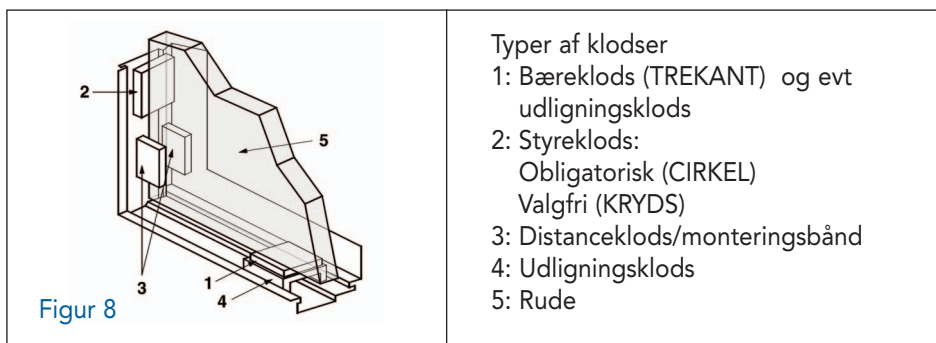 2
5
3
1
4
Figur 8
Typer af klodser
1: Bæreklods (TREKANT) og evt
udligningsklods
2: Styreklods:
Obligatorisk (CIRKEL)
Valgfri (KRYDS)
3: Distanceklods/monteringsbånd
4: Udligningsklods
5: Rude